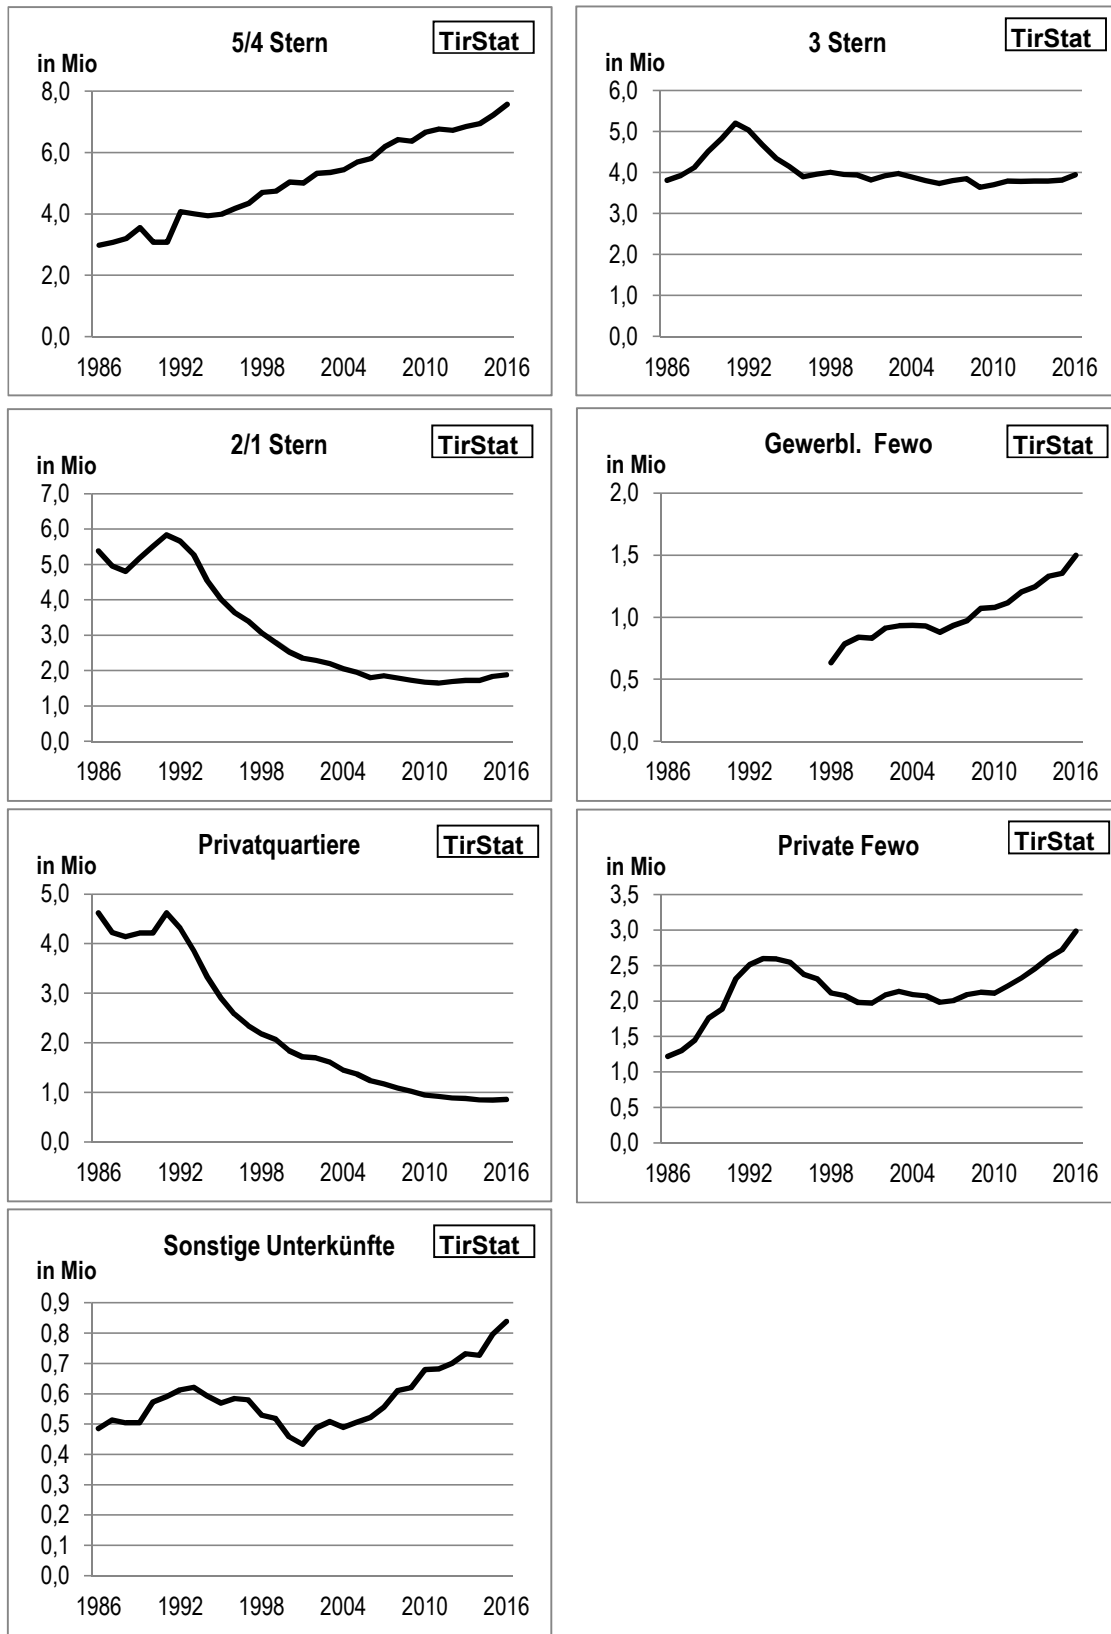 5/4 Stern
TirStat
in Mio
8,0
6,0
4,0
2,0
0,0
1986 1992 1998 2004 2010 2016
3 Stern
TirStat
in Mio
6,0
5,0
4,0
3,0
2,0
1,0
0,0
1986 1992 1998 2004 2010 2016
2/1 Stern
TirStat
in Mio
7,0
6,0
5,0
4,0
3,0
2,0
1,0
0,0
1986 1992 1998 2004 2010 2016
Gewerbl. Fewo
TirStat
in Mio
2,0
1,5
1,0
0,5
0,0
1986 1992 1998 2004 2010 2016
Privatquartiere
TirStat
in Mio
5,0
4,0
3,0
2,0
1,0
0,0
1986 1992 1998 2004 2010 2016
Private Fewo
TirStat
in Mio
3,5
3,0
2,5
2,0
1,5
1,0
0,5
0,0
1986 1992 1998 2004 2010 2016
Sonstige Unterkünfte
TirStat
in Mio
0,9
0,8
0,7
0,6
0,5
0,4
0,3
0,2
0,1
0,0
1986 1992 1998 2004 2010 2016